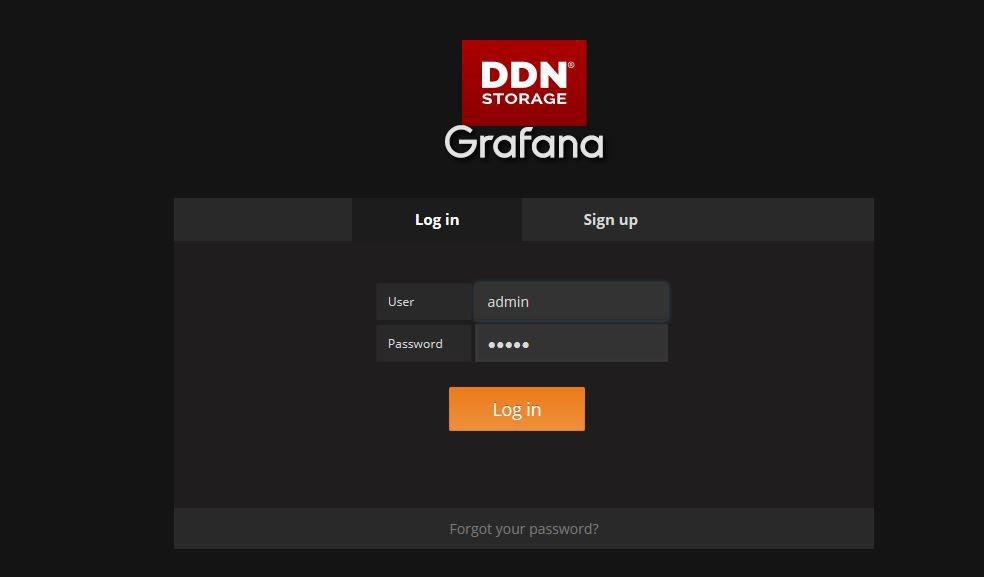 DDN®
STORAGE
Grafana
Log in Sign up
User admin
Password •••••
Log in
Forgot your password?